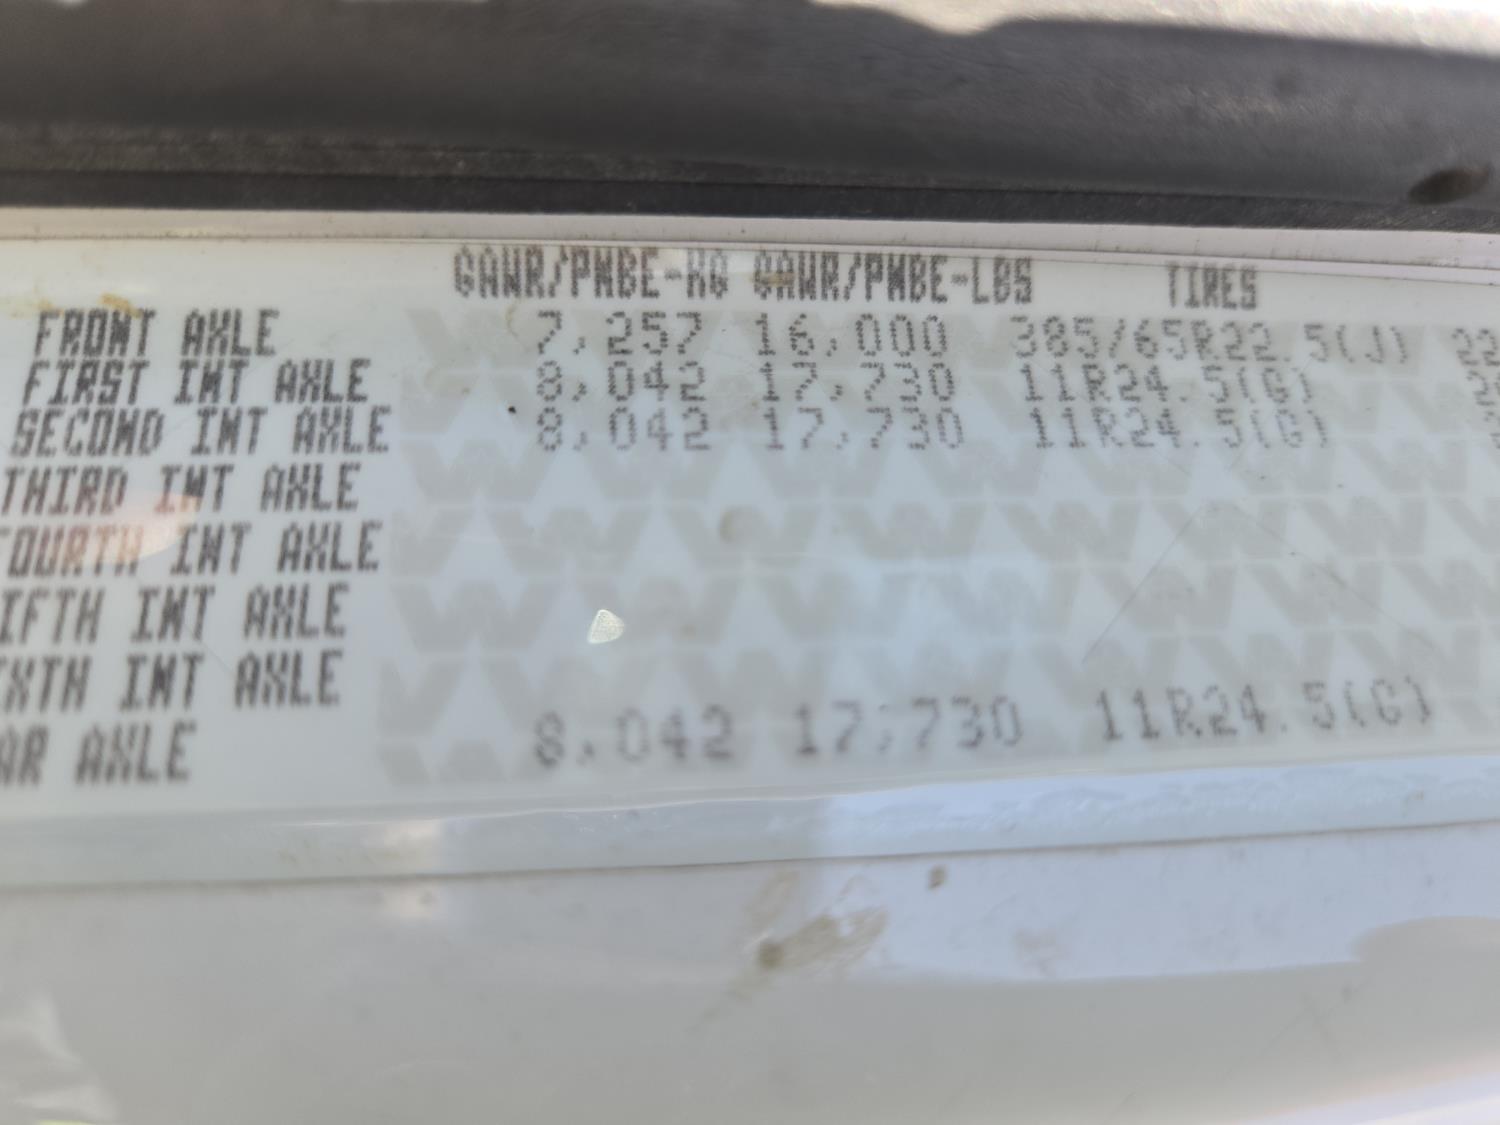 GAWR/PNBE-KG GAWR/PNBE-LBS TIRES
FRONT AXLE 7,257 16,000 385/65R22.5(J) 22
FIRST INT AXLE 8,042 17,730 11R24.5(G)
SECOND INT AXLE 8,042 17,730 11R24.5(G)
THIRD INT AXLE
FOURTH INT AXLE
IFTH INT AXLE
IXTH INT AXLE
AR AXLE 8,042 17,730 11R24.5(G)